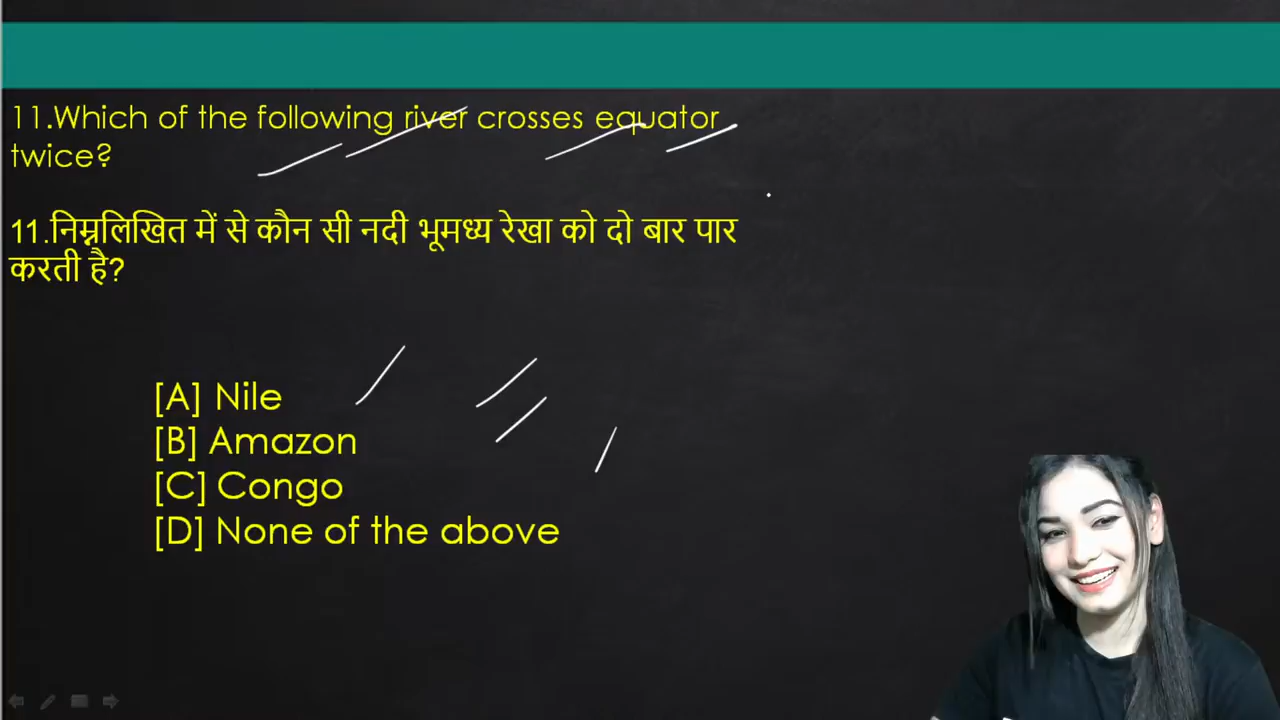 11.Which of the following river crosses equator
twice?
11.निम्नलिखित में से कौन सी नदी भूमध्य रेखा को दो बार पार
करती है?
[A] Nile
[B] Amazon
[C] Congo
[D] None of the above